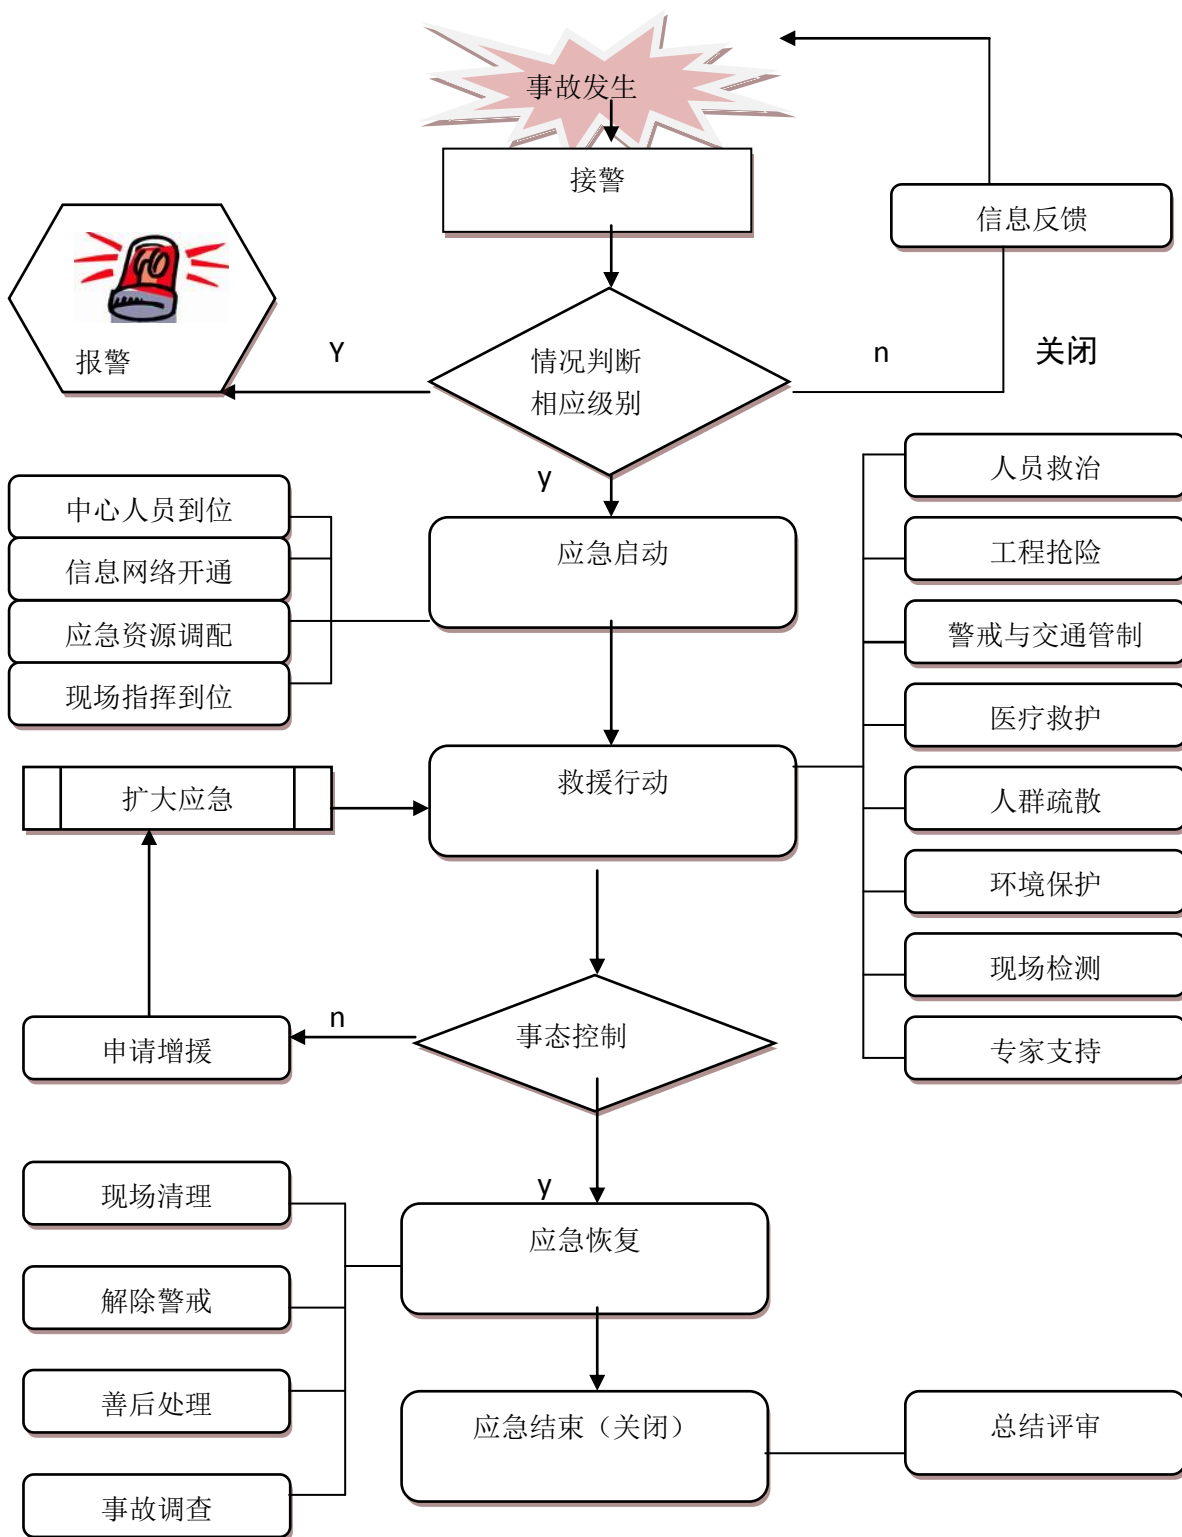 事故发生
接警
信息反馈
报警
Y
情况判断
相应级别
n
关闭
y
中心人员到位
信息网络开通
应急资源调配
现场指挥到位
应急启动
人员救治
工程抢险
警戒与交通管制
医疗救护
人群疏散
环境保护
现场检测
专家支持
扩大应急
救援行动
申请增援
n
事态控制
y
现场清理
解除警戒
善后处理
事故调查
应急恢复
应急结束（关闭）
总结评审